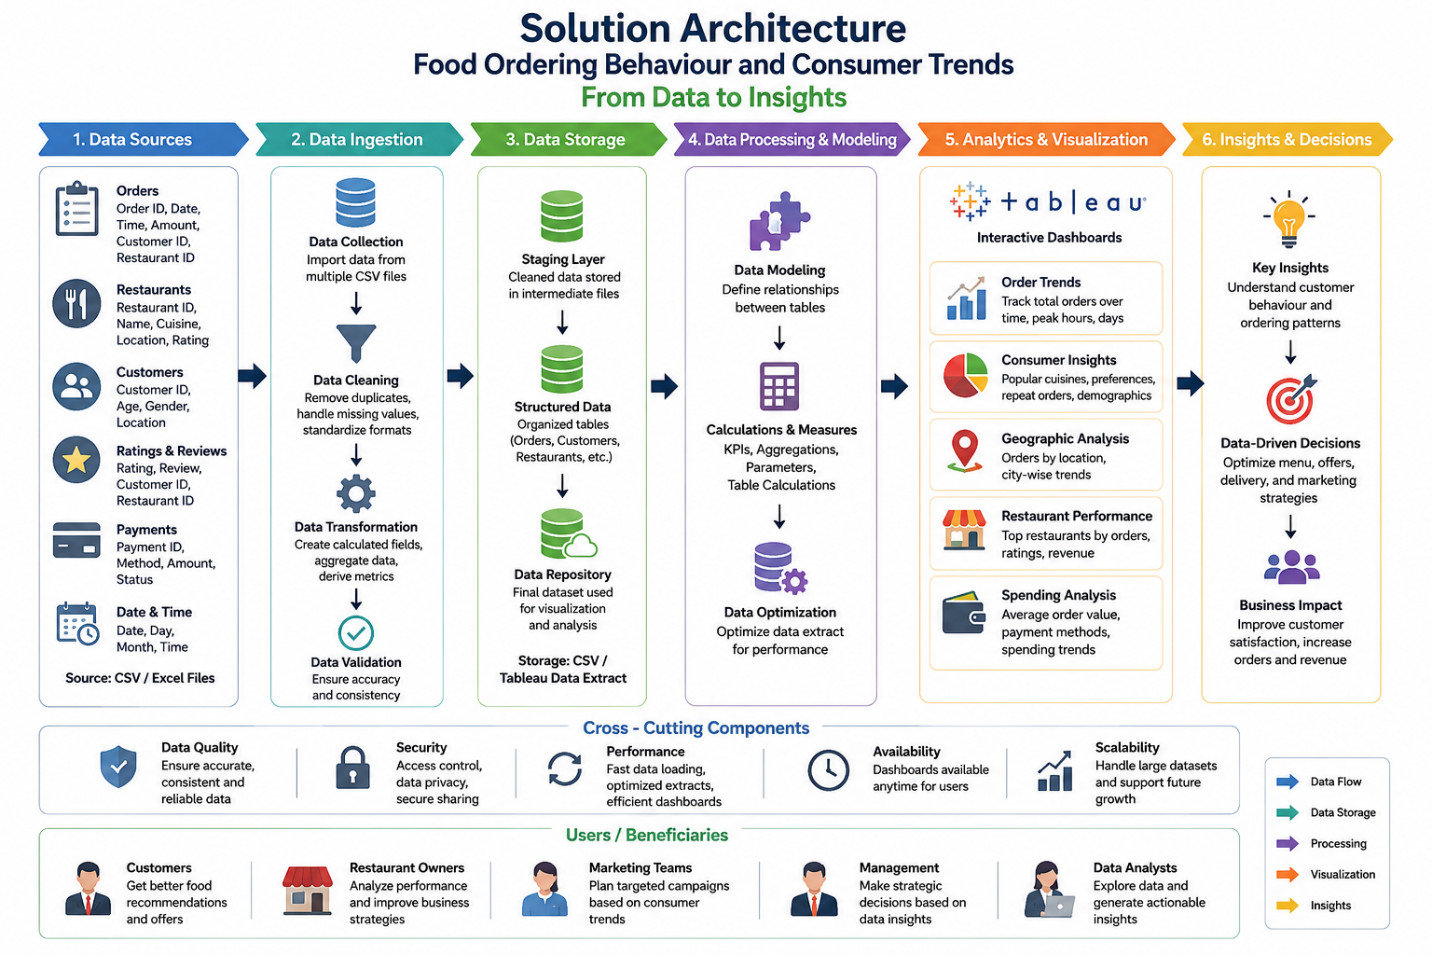 Solution Architecture
Food Ordering Behaviour and Consumer Trends
From Data to Insights
1. Data Sources
2. Data Ingestion
3. Data Storage
4. Data Processing & Modeling
5. Analytics & Visualization
6. Insights & Decisions
Orders
Order ID, Date,
Time, Amount,
Customer ID,
Restaurant ID
Restaurants
Restaurant ID,
Name, Cuisine,
Location, Rating
Customers
Customer ID,
Age, Gender,
Location
Ratings & Reviews
Rating, Review,
Customer ID,
Restaurant ID
Payments
Payment ID,
Method, Amount,
Status
Date & Time
Date, Day,
Month, Time
Source: CSV / Excel Files
Data Collection
Import data from
multiple CSV files
Data Cleaning
Remove duplicates,
handle missing values,
standardize formats
Data Transformation
Create calculated fields,
aggregate data,
derive metrics
Data Validation
Ensure accuracy
and consistency
Staging Layer
Cleaned data stored
in intermediate files
Structured Data
Organized tables
(Orders, Customers,
Restaurants, etc.)
Data Repository
Final dataset used
for visualization
and analysis
Storage: CSV /
Tableau Data Extract
Data Modeling
Define relationships
between tables
Calculations & Measures
KPIs, Aggregations,
Parameters,
Table Calculations
Data Optimization
Optimize data extract
for performance
+ableau
Interactive Dashboards
Order Trends
Track total orders over
time, peak hours, days
Consumer Insights
Popular cuisines, preferences,
repeat orders, demographics
Geographic Analysis
Orders by location,
city-wise trends
Restaurant Performance
Top restaurants by orders,
ratings, revenue
Spending Analysis
Average order value,
payment methods,
spending trends
Key Insights
Understand customer
behaviour and
ordering patterns
Data-Driven Decisions
Optimize menu, offers,
delivery, and marketing
strategies
Business Impact
Improve customer
satisfaction, increase
orders and revenue
Cross - Cutting Components
Data Quality
Ensure accurate,
consistent and
reliable data
Security
Access control,
data privacy,
secure sharing
Performance
Fast data loading,
optimized extracts,
efficient dashboards
Availability
Dashboards available
anytime for users
Scalability
Handle large datasets
and support future
growth
Users / Beneficiaries
Customers
Get better food
recommendations
and offers
Restaurant Owners
Analyze performance
and improve business
strategies
Marketing Teams
Plan targeted campaigns
based on consumer
trends
Management
Make strategic
decisions based on
data insights
Data Analysts
Explore data and
generate actionable
insights
Data Flow
Data Storage
Processing
Visualization
Insights